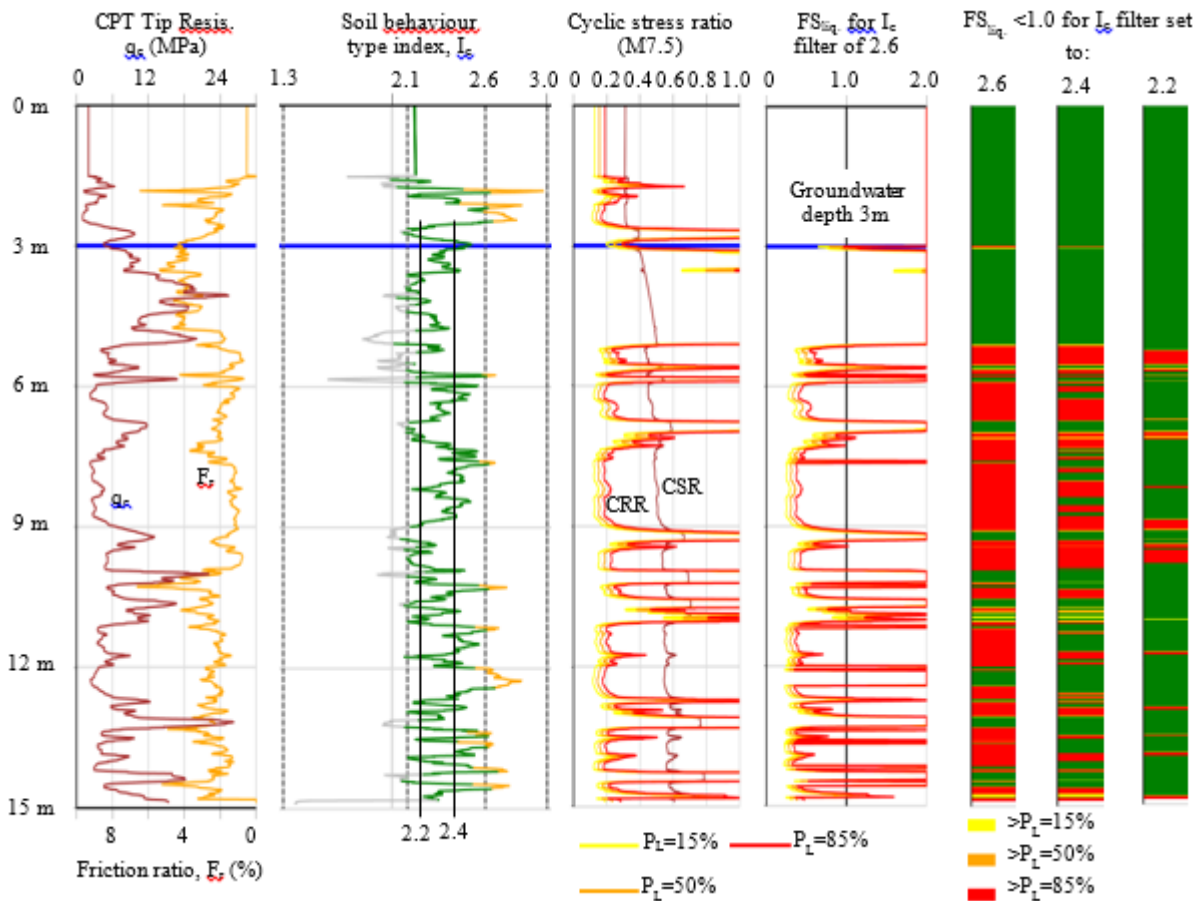 CPT Tip Resis.
qc (MPa)
Soil behaviour
type index, Ic
Cyclic stress ratio
(M7.5)
FSliq. for Ic
filter of 2.6
FSliq. <1.0 for Ic filter set
to:
0 12 24
1.3 2.1 2.6 3.0
0 0.20 0.40 0.60 0.8 1.0
0 1.0 2.0
2.6 2.4 2.2
0 m
Groundwater
depth 3m
3 m
6 m
Fr
qc
CRR
CSR
9 m
12 m
15 m
8 4 0
2.2 2.4
Friction ratio, Fr (%)
PL=15%
PL=85%
PL=50%
>PL=15%
>PL=50%
>PL=85%